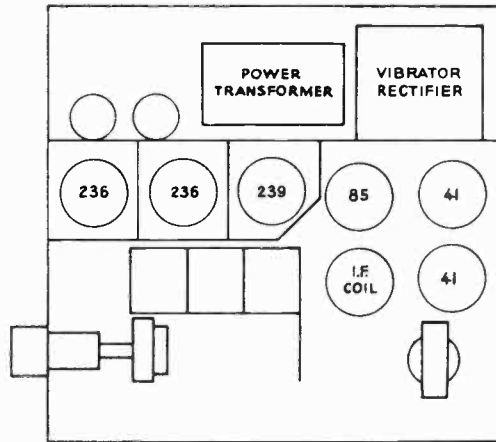 POWER
TRANSFORMER
VIBRATOR
RECTIFIER
236
236
239
85
41
I.F.
COIL
41